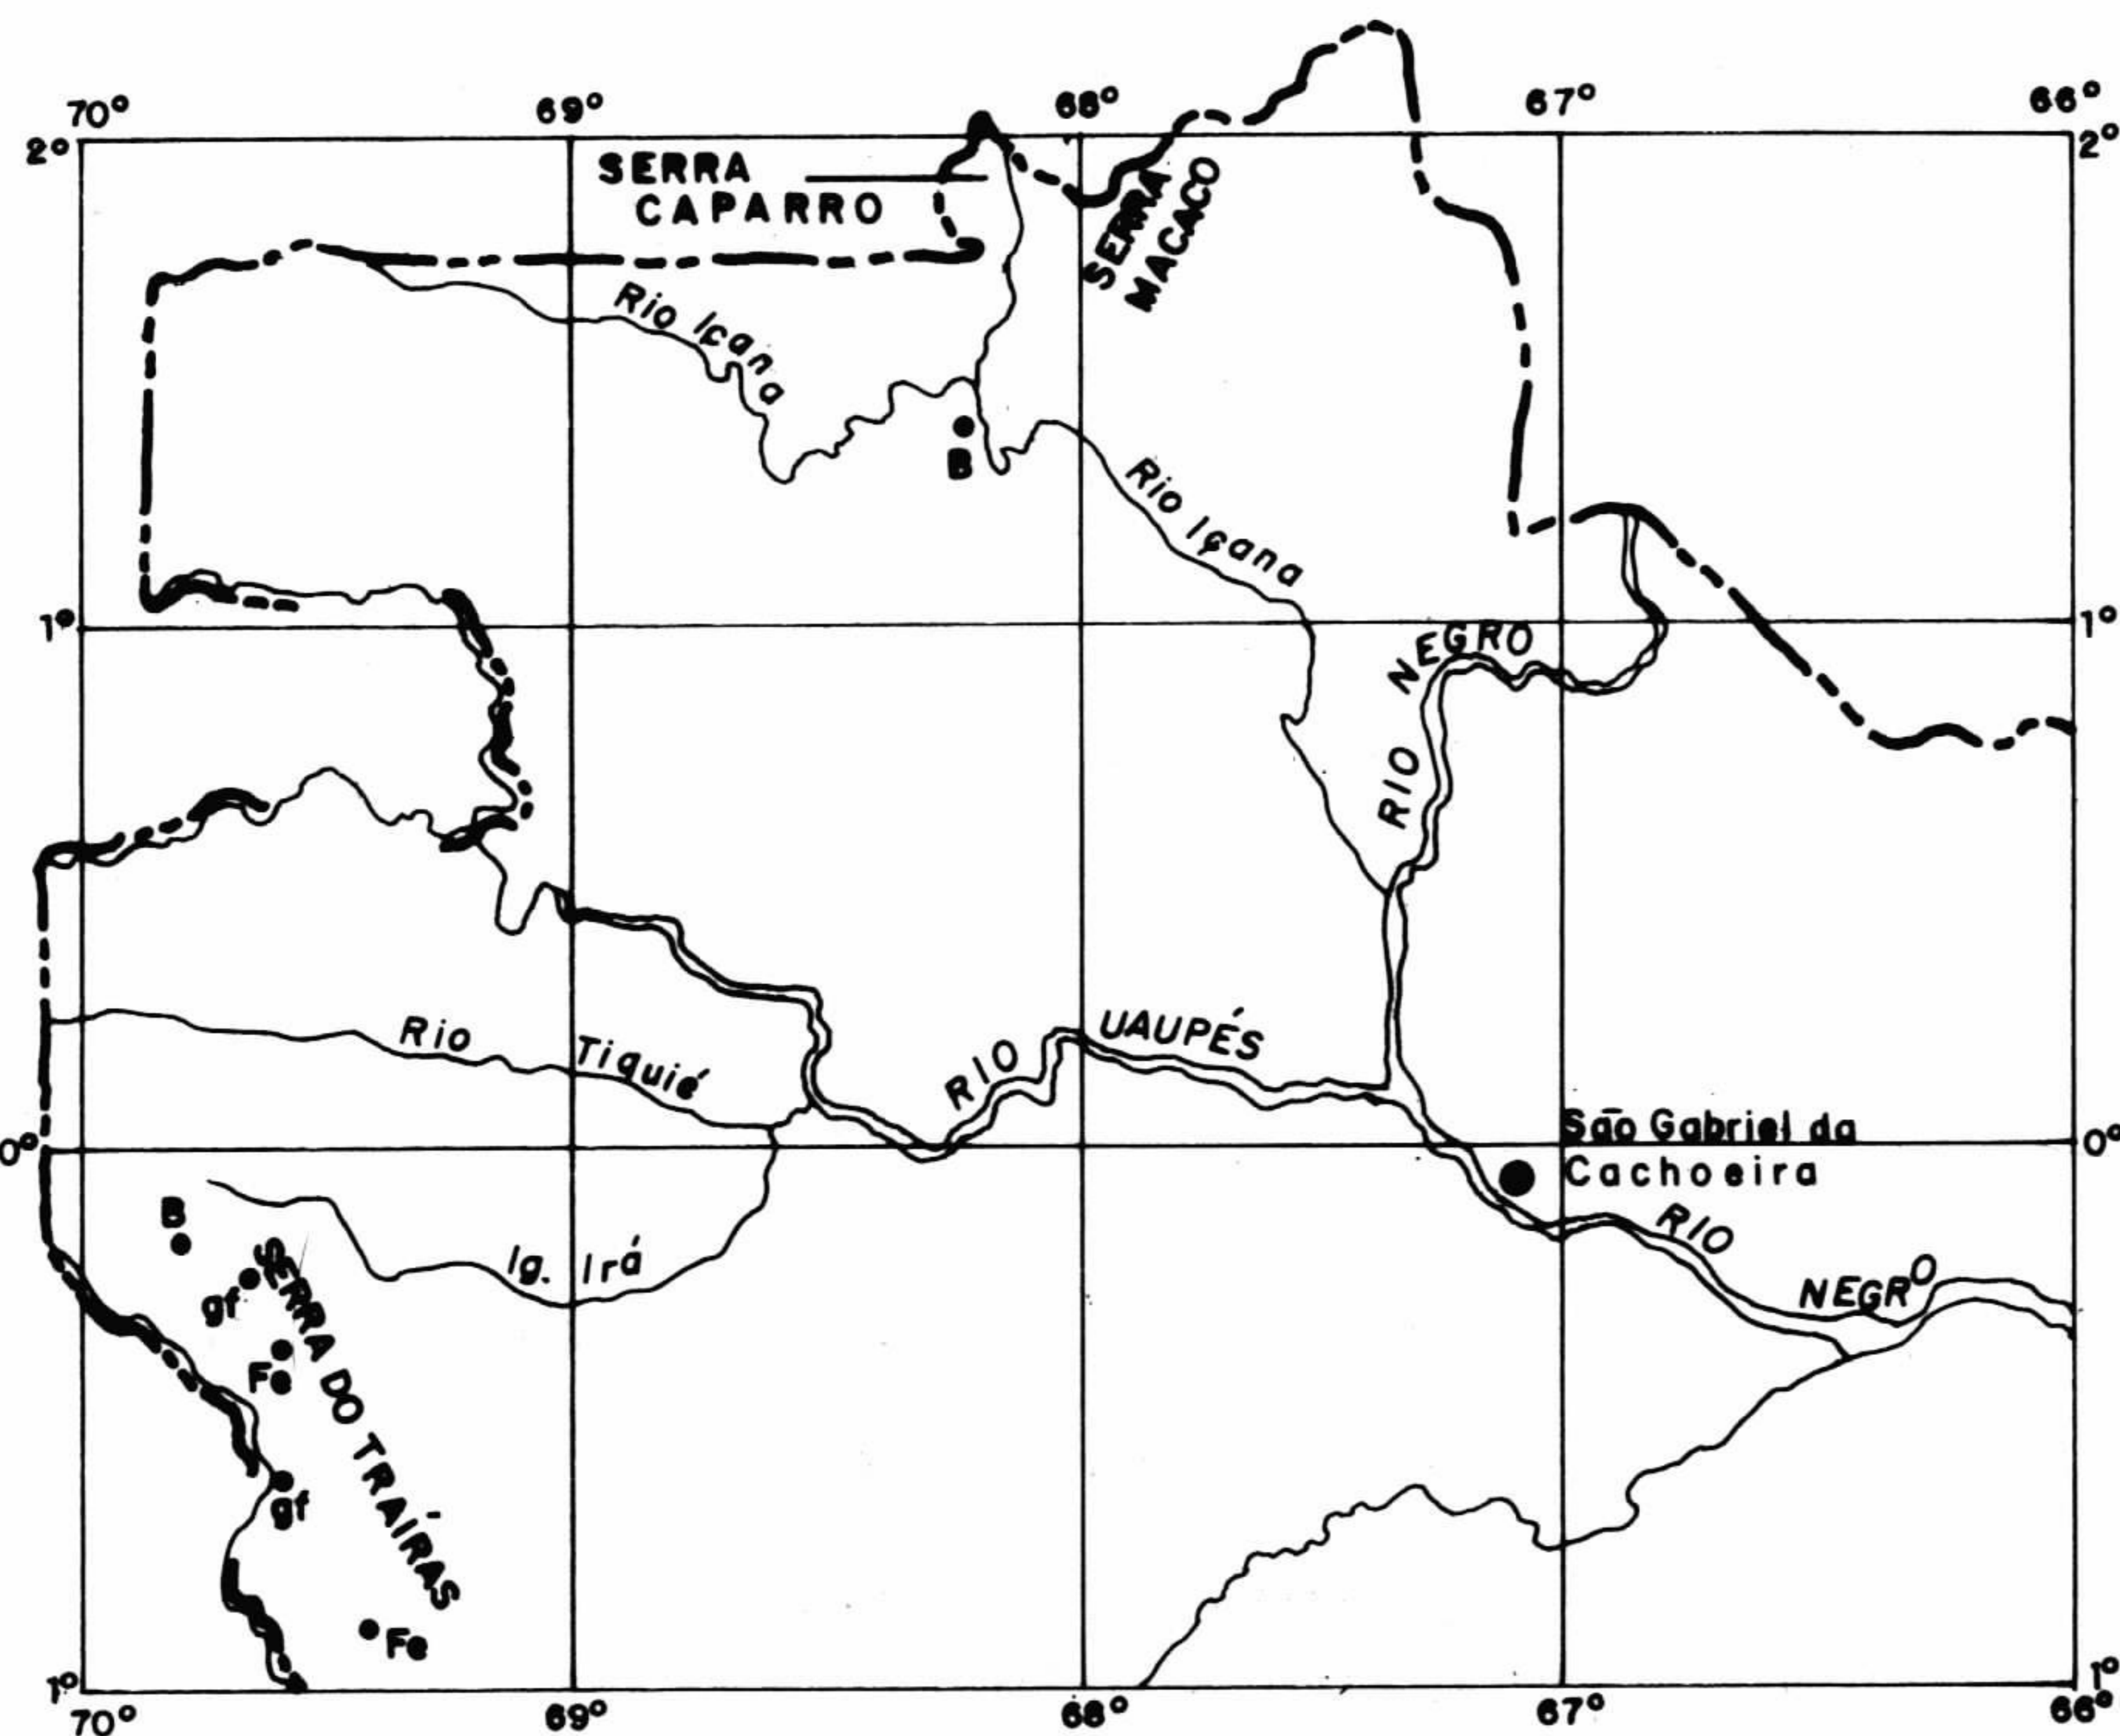 70° 69° 68° 67° 66°
2° 2°
SERRA
CAPARRO
SERRA
MACACO
Rio Içana
B
Rio Içana
1° 1°
RIO NEGRO
Rio Tiquié
RIO UAUPÉS
São Gabriel da
Cachoeira
0° 0°
B
gf
Fe
SERRA DO TRAÍRAS
Ig. Irá
RIO NEGRO
gf
Fe
1° 1°
70° 69° 68° 67° 66°